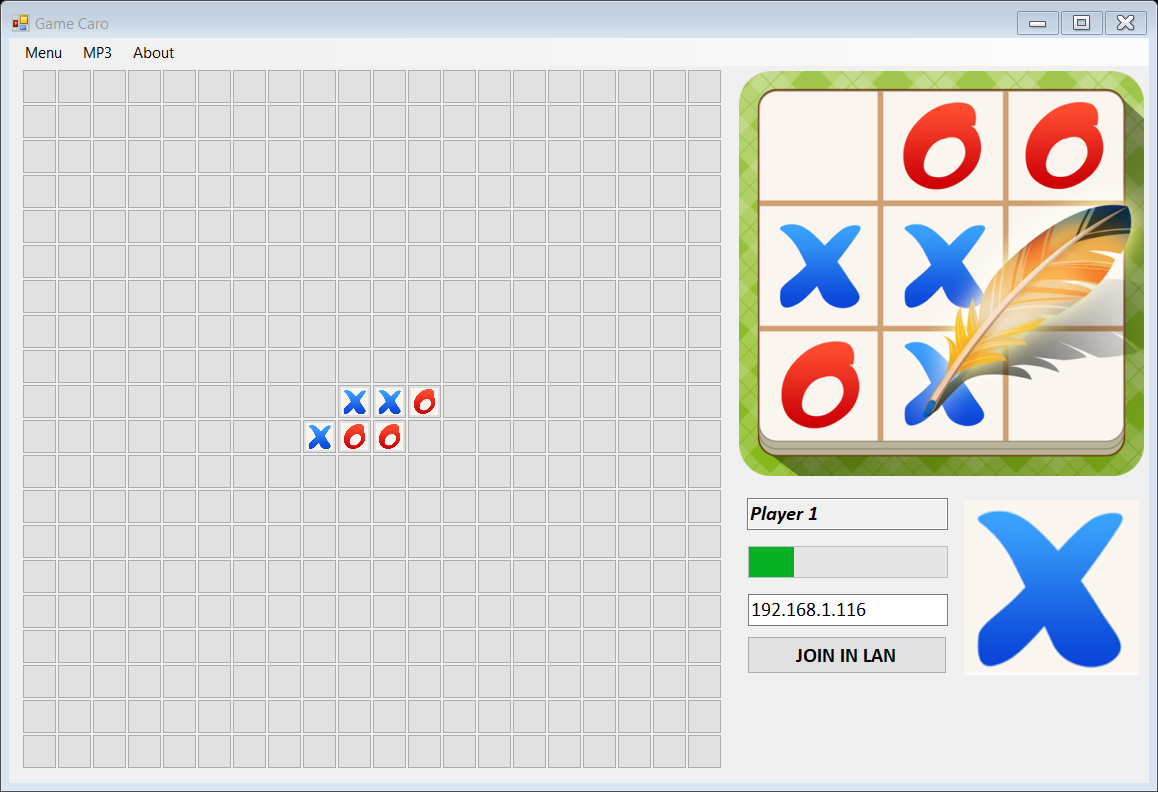 Game Caro
Menu MP3 About
O O
X X
O X
X X O
X O O
Player 1
X
192.168.1.116
JOIN IN LAN